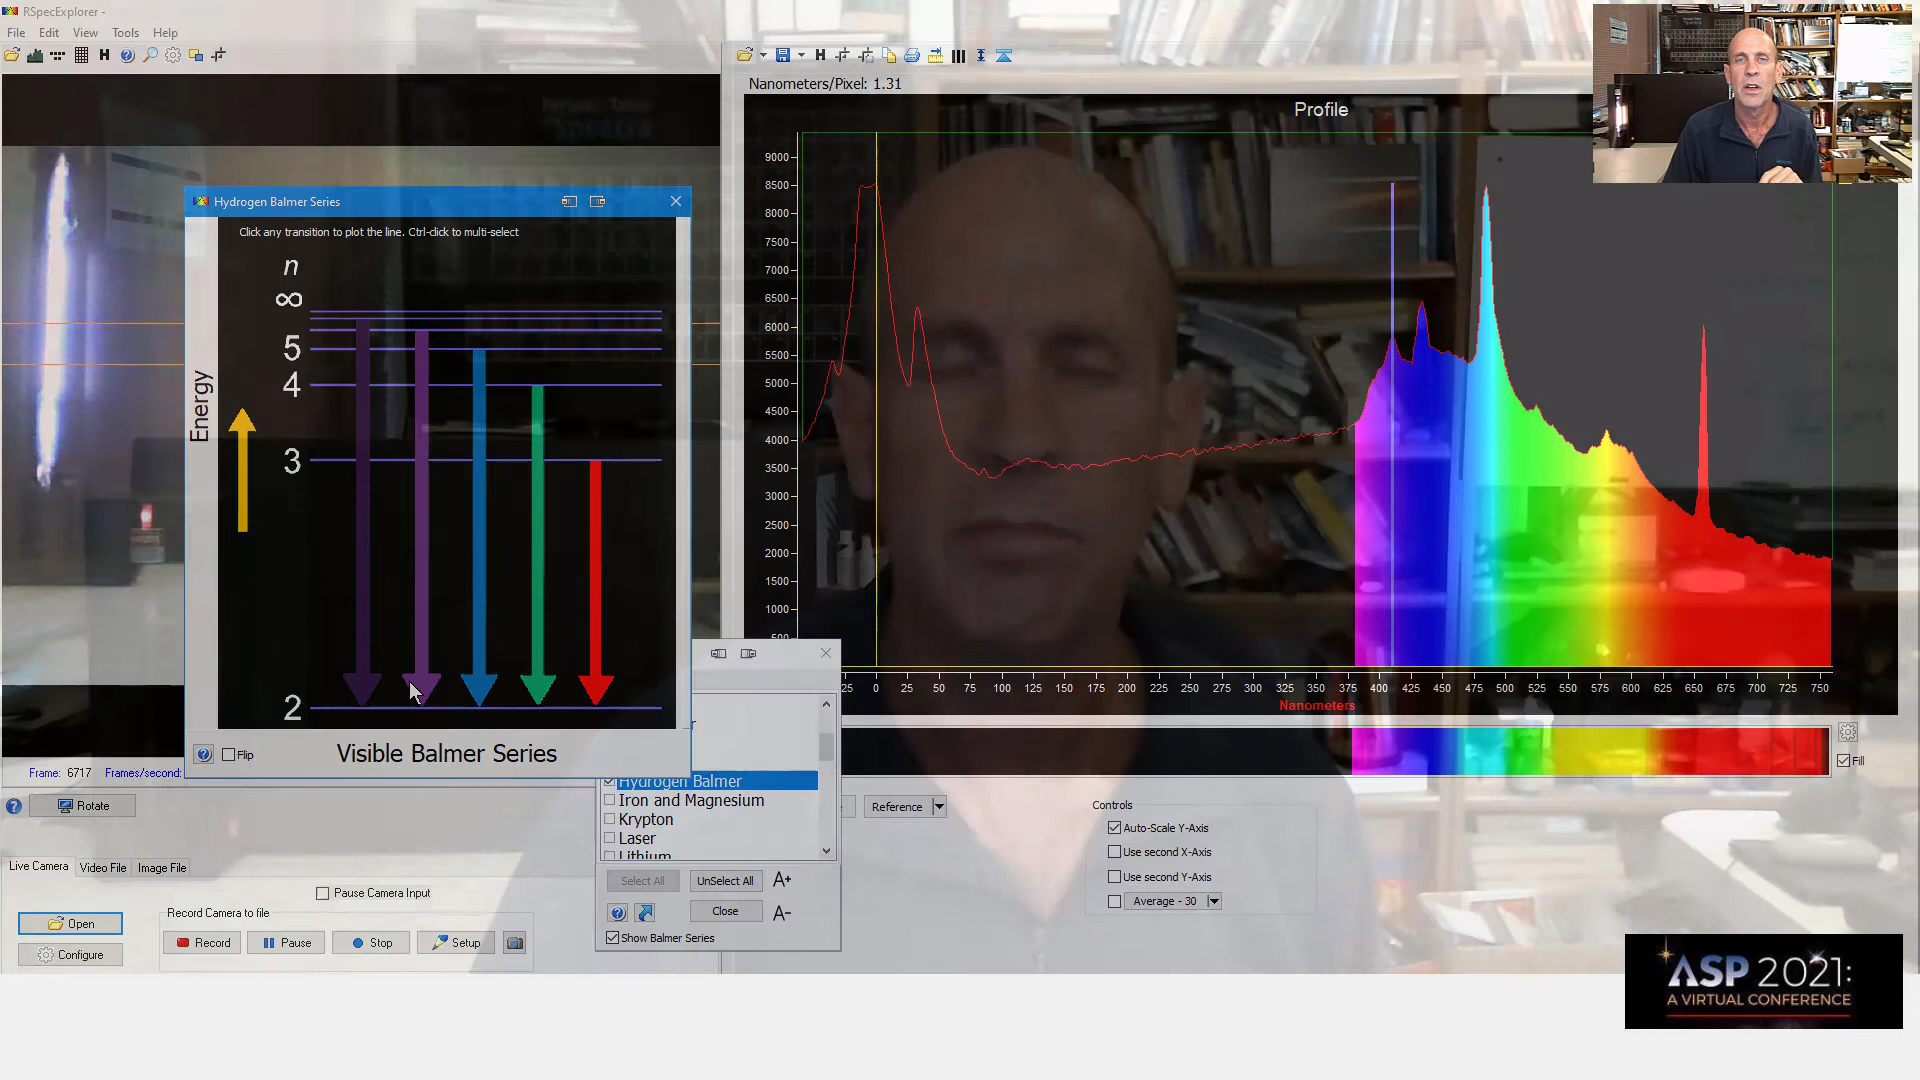 RSpecExplorer -
File Edit View Tools Help
Nanometers/Pixel: 1.31
Profile
9000
8500
8000
7500
7000
6500
6000
5500
5000
4500
4000
3500
3000
2500
2000
1500
1000
500
25 0 25 50 75 100 125 150 175 200 225 250 275 300 325 350 375 400 425 450 475 500 525 550 575 600 625 650 675 700 725 750
Nanometers
Hydrogen Balmer Series
Click any transition to plot the line. Ctrl-click to multi-select
n
∞
5
4
3
2
Energy
Flip
Visible Balmer Series
Frame: 6717 Frames/second:
Rotate
Hydrogen Balmer
Iron and Magnesium
Krypton
Laser
Lithium
Select All UnSelect All A+
Close A-
Show Balmer Series
Reference
Fill
Controls
Auto-Scale Y-Axis
Use second X-Axis
Use second Y-Axis
Average - 30
Live Camera Video File Image File
Pause Camera Input
Open
Configure
Record Camera to file
Record Pause Stop Setup
ASP 2021:
A VIRTUAL CONFERENCE